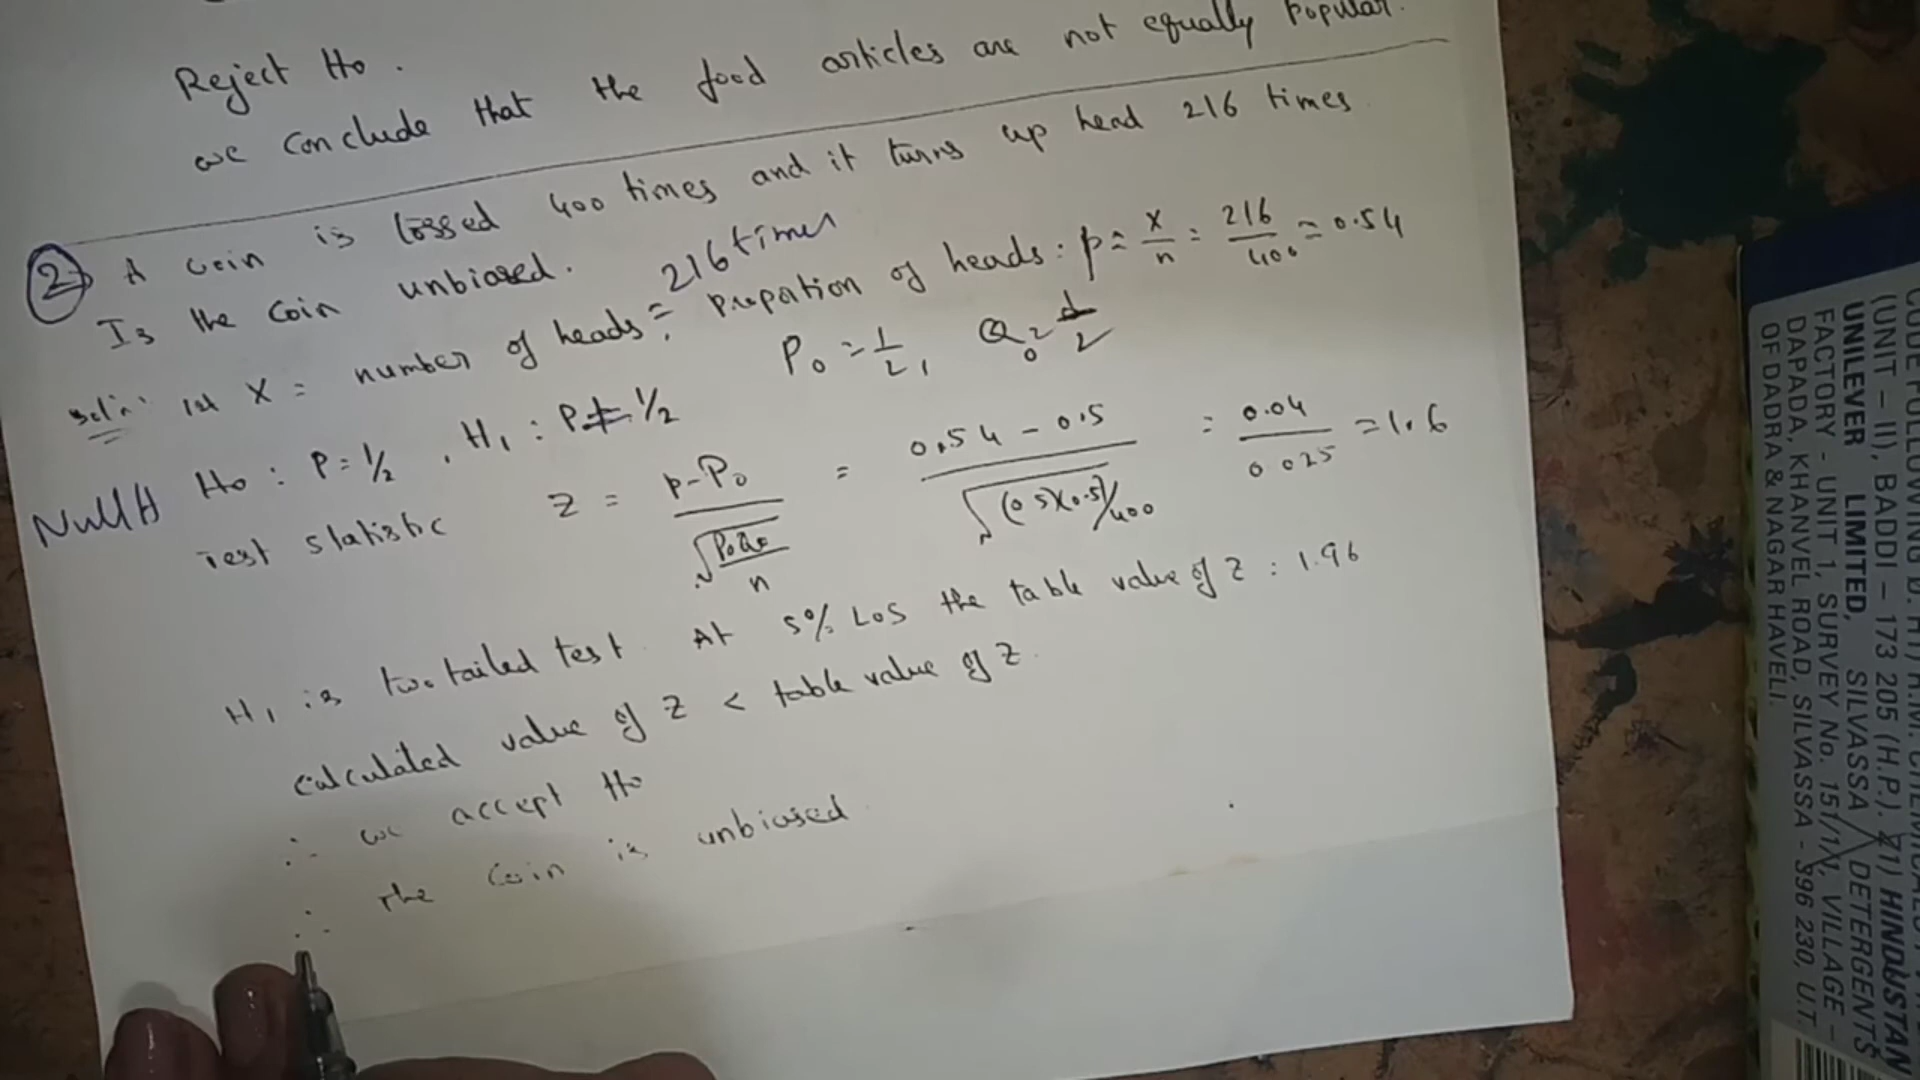 Reject Ho.
we conclude that the food articles are not equally popular.
2) A coin is tossed 400 times and it turns up head 216 times
Is the coin unbiased.
216 times
Sol'n: let X = number of heads = Propotion of heads: p = X/n = 216/400 = 0.54
P₀ = 1/2, Q₀ = 1/2
Null H Ho : P = 1/2 , H₁ : P ≠ 1/2
Test statistic Z = (p-P₀)/√(P₀Q₀/n) = (0.54 - 0.5)/√((0.5)(0.5)/400) = 0.04/0.025 = 1.6
H₁ is two tailed test. At 5% LOS the table value of Z : 1.96
calculated value of Z < table value of Z.
∴ we accept Ho
∴ The coin is unbiased
CODE FOLLOWING
(UNIT - II), BADDI - 173 205 (H.P.). 21) HINDUSTAN
UNILEVER LIMITED, SILVASSA DETERGENTS
FACTORY - UNIT 1, SURVEY No. 151/1/1, VILLAGE -
DAPADA, KHANVEL ROAD, SILVASSA - 396 230, U.T.
OF DADRA & NAGAR HAVELI.